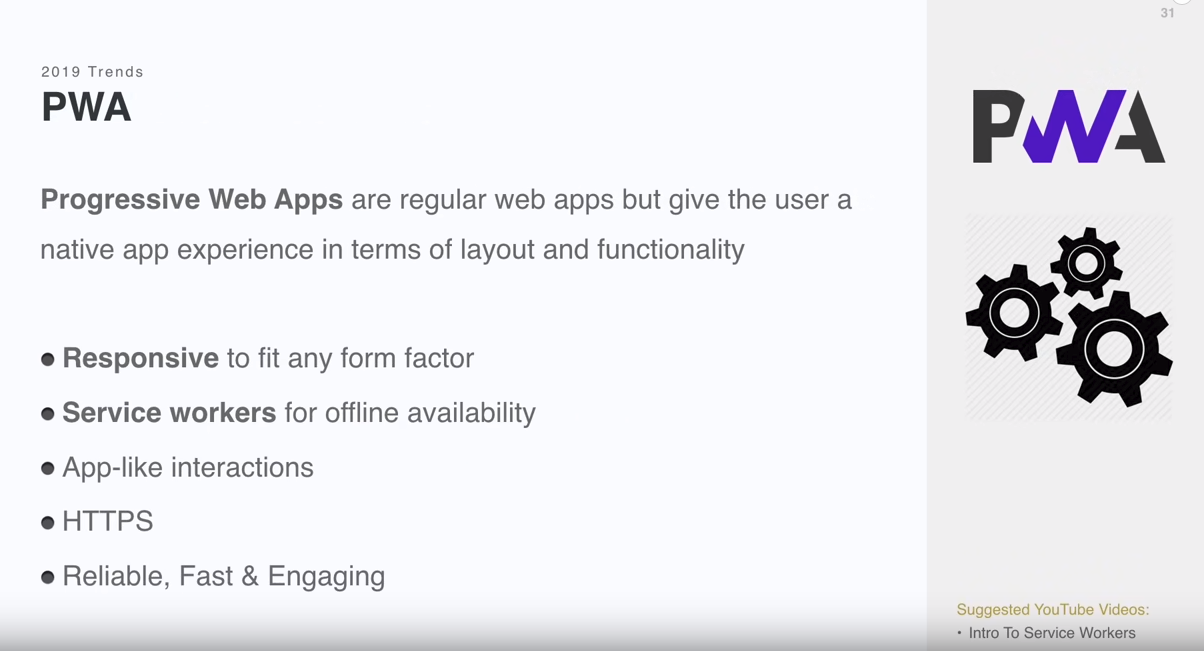 31
2019 Trends
PWA
Progressive Web Apps are regular web apps but give the user a
native app experience in terms of layout and functionality
● Responsive to fit any form factor
● Service workers for offline availability
● App-like interactions
● HTTPS
● Reliable, Fast & Engaging
PWA
Suggested YouTube Videos:
• Intro To Service Workers